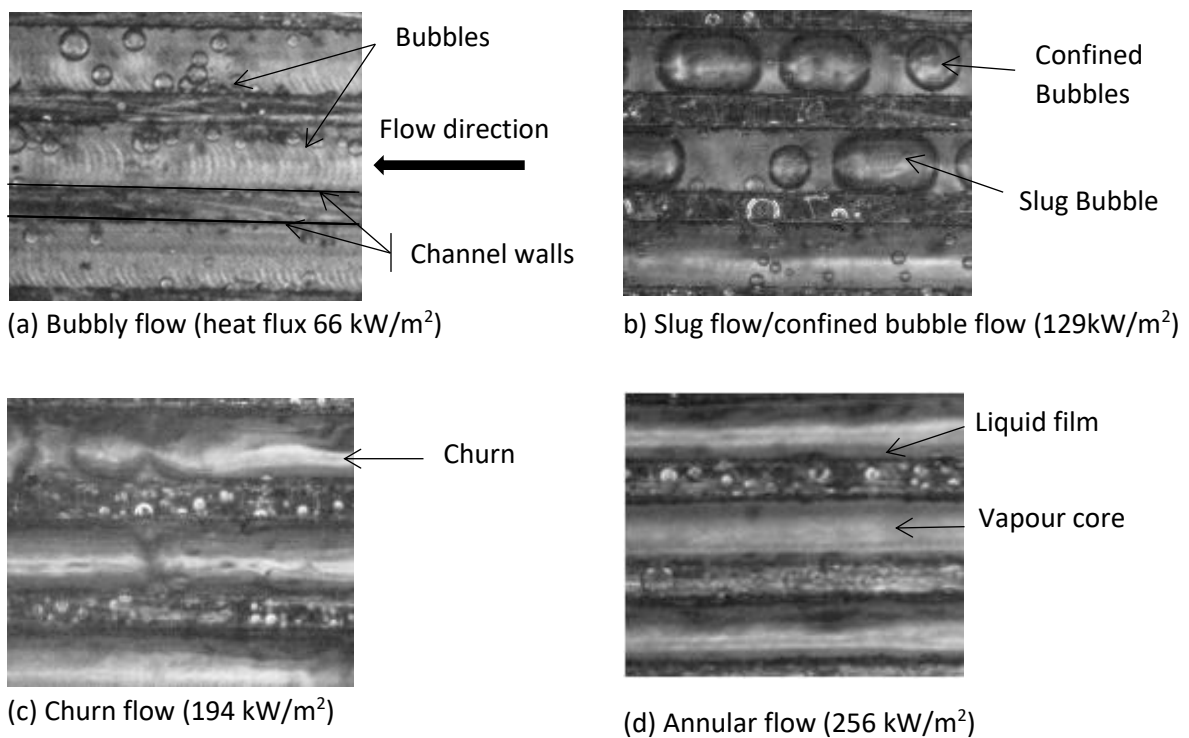 Bubbles
Flow direction
Channel walls
(a) Bubbly flow (heat flux 66 kW/m²)
Confined
Bubbles
Slug Bubble
b) Slug flow/confined bubble flow (129kW/m²)
Churn
(c) Churn flow (194 kW/m²)
Liquid film
Vapour core
(d) Annular flow (256 kW/m²)